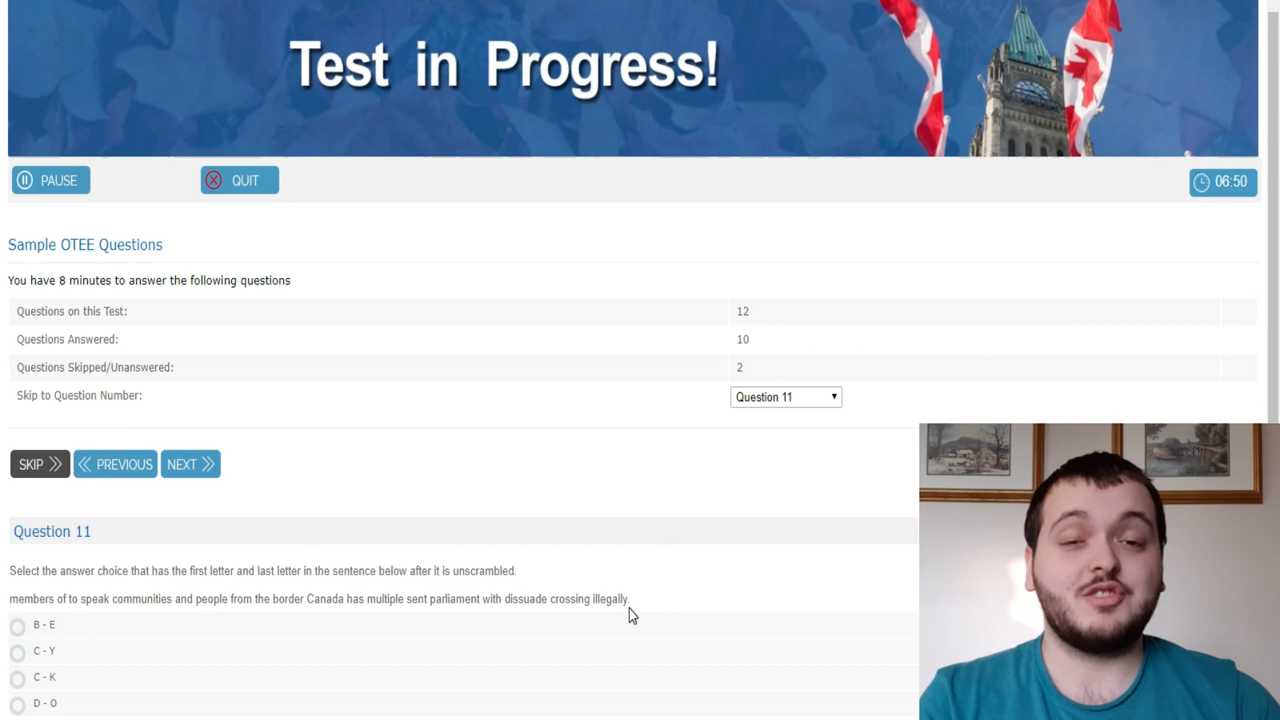 Test in Progress!
PAUSE
QUIT
06:50
Sample OTEE Questions
You have 8 minutes to answer the following questions
Questions on this Test:
12
Questions Answered:
10
Questions Skipped/Unanswered:
2
Skip to Question Number:
Question 11
SKIP
PREVIOUS
NEXT
Question 11
Select the answer choice that has the first letter and last letter in the sentence below after it is unscrambled.
members of to speak communities and people from the border Canada has multiple sent parliament with dissuade crossing illegally.
B - E
C - Y
C - K
D - O